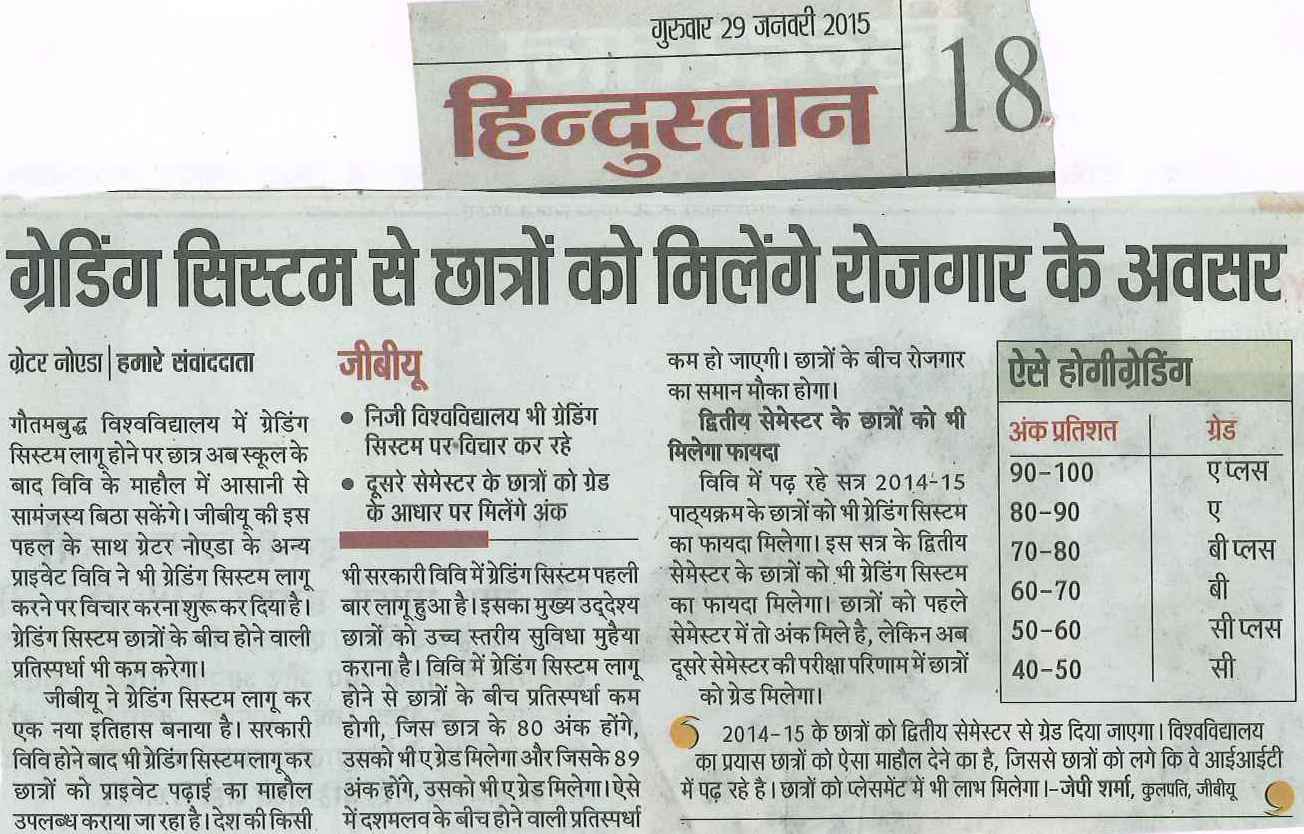 गुरुवार 29 जनवरी 2015
हिन्दुस्तान
18
ग्रेडिंग सिस्टम से छात्रों को मिलेंगे रोजगार के अवसर
ग्रेटर नोएडा | हमारे संवाददाता
गौतमबुद्ध विश्वविद्यालय में ग्रेडिंग
सिस्टम लागू होने पर छात्र अब स्कूल के
बाद विवि के माहौल में आसानी से
सामंजस्य बिठा सकेंगे। जीबीयू की इस
पहल के साथ ग्रेटर नोएडा के अन्य
प्राइवेट विवि ने भी ग्रेडिंग सिस्टम लागू
करने पर विचार करना शुरू कर दिया है।
ग्रेडिंग सिस्टम छात्रों के बीच होने वाली
प्रतिस्पर्धा भी कम करेगा।
जीबीयू ने ग्रेडिंग सिस्टम लागू कर
एक नया इतिहास बनाया है। सरकारी
विवि होने बाद भी ग्रेडिंग सिस्टम लागू कर
छात्रों को प्राइवेट पढ़ाई का माहौल
उपलब्ध कराया जा रहा है। देश की किसी
जीबीयू
• निजी विश्वविद्यालय भी ग्रेडिंग
सिस्टम पर विचार कर रहे
• दूसरे सेमेस्टर के छात्रों को ग्रेड
के आधार पर मिलेंगे अंक
भी सरकारी विवि में ग्रेडिंग सिस्टम पहली
बार लागू हुआ है। इसका मुख्य उद्देश्य
छात्रों को उच्च स्तरीय सुविधा मुहैया
कराना है। विवि में ग्रेडिंग सिस्टम लागू
होने से छात्रों के बीच प्रतिस्पर्धा कम
होगी, जिस छात्र के 80 अंक होंगे,
उसको भी ए ग्रेड मिलेगा और जिसके 89
अंक होंगे, उसको भी ए ग्रेड मिलेगा। ऐसे
में दशमलव के बीच होने वाली प्रतिस्पर्धा
कम हो जाएगी। छात्रों के बीच रोजगार
का समान मौका होगा।
द्वितीय सेमेस्टर के छात्रों को भी
मिलेगा फायदा
विवि में पढ़ रहे सत्र 2014-15
पाठ्यक्रम के छात्रों को भी ग्रेडिंग सिस्टम
का फायदा मिलेगा। इस सत्र के द्वितीय
सेमेस्टर के छात्रों को भी ग्रेडिंग सिस्टम
का फायदा मिलेगा। छात्रों को पहले
सेमेस्टर में तो अंक मिले है, लेकिन अब
दूसरे सेमेस्टर की परीक्षा परिणाम में छात्रों
को ग्रेड मिलेगा।
ऐसे होगीग्रेडिंग
अंक प्रतिशत ग्रेड
90-100 ए प्लस
80-90 ए
70-80 बी प्लस
60-70 बी
50-60 सी प्लस
40-50 सी
2014-15 के छात्रों को द्वितीय सेमेस्टर से ग्रेड दिया जाएगा। विश्वविद्यालय
का प्रयास छात्रों को ऐसा माहौल देने का है, जिससे छात्रों को लगे कि वे आईआईटी
में पढ़ रहे है। छात्रों को प्लेसमेंट में भी लाभ मिलेगा।-जेपी शर्मा, कुलपति, जीबीयू